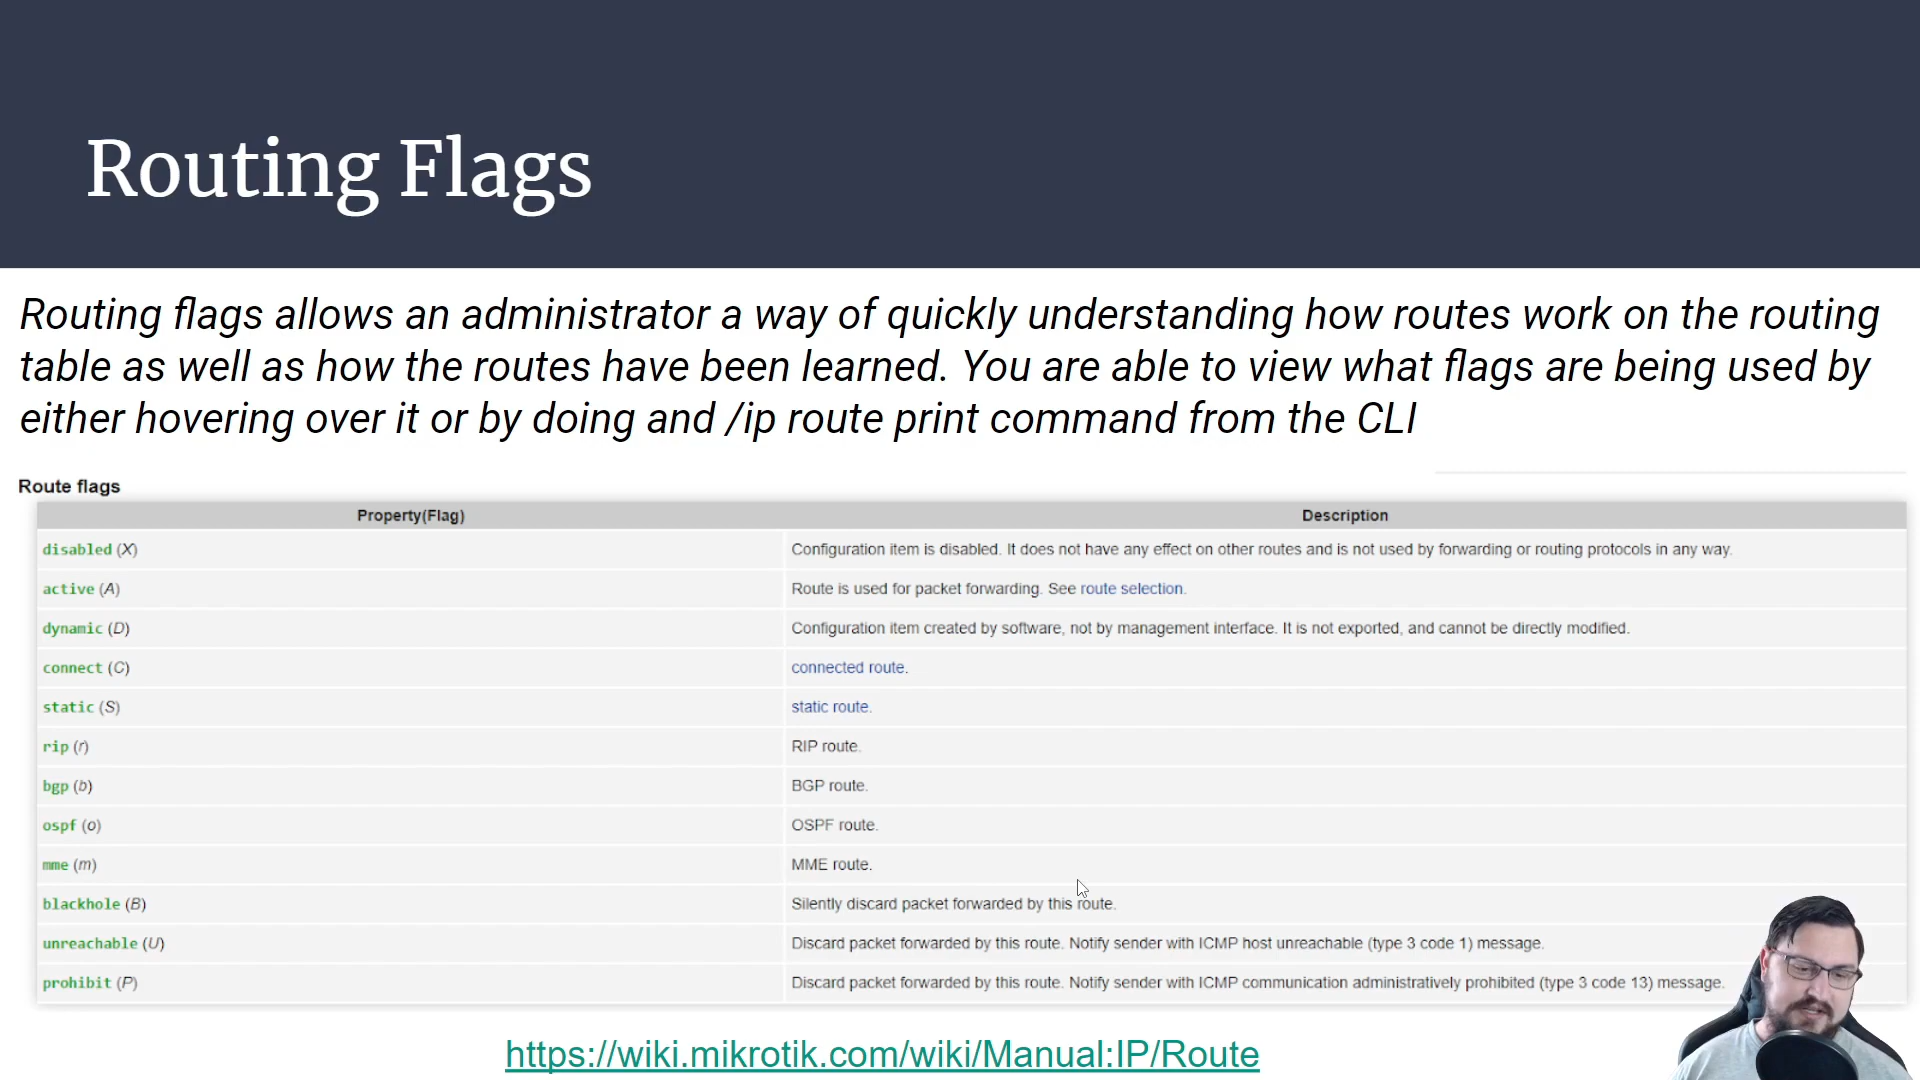 Routing Flags
Routing flags allows an administrator a way of quickly understanding how routes work on the routing
table as well as how the routes have been learned. You are able to view what flags are being used by
either hovering over it or by doing and /ip route print command from the CLI
Route flags
Property(Flag) Description
disabled (X) Configuration item is disabled. It does not have any effect on other routes and is not used by forwarding or routing protocols in any way.
active (A) Route is used for packet forwarding. See route selection.
dynamic (D) Configuration item created by software, not by management interface. It is not exported, and cannot be directly modified.
connect (C) connected route.
static (S) static route.
rip (r) RIP route.
bgp (b) BGP route.
ospf (o) OSPF route.
mme (m) MME route.
blackhole (B) Silently discard packet forwarded by this route.
unreachable (U) Discard packet forwarded by this route. Notify sender with ICMP host unreachable (type 3 code 1) message.
prohibit (P) Discard packet forwarded by this route. Notify sender with ICMP communication administratively prohibited (type 3 code 13) message.
https://wiki.mikrotik.com/wiki/Manual:IP/Route